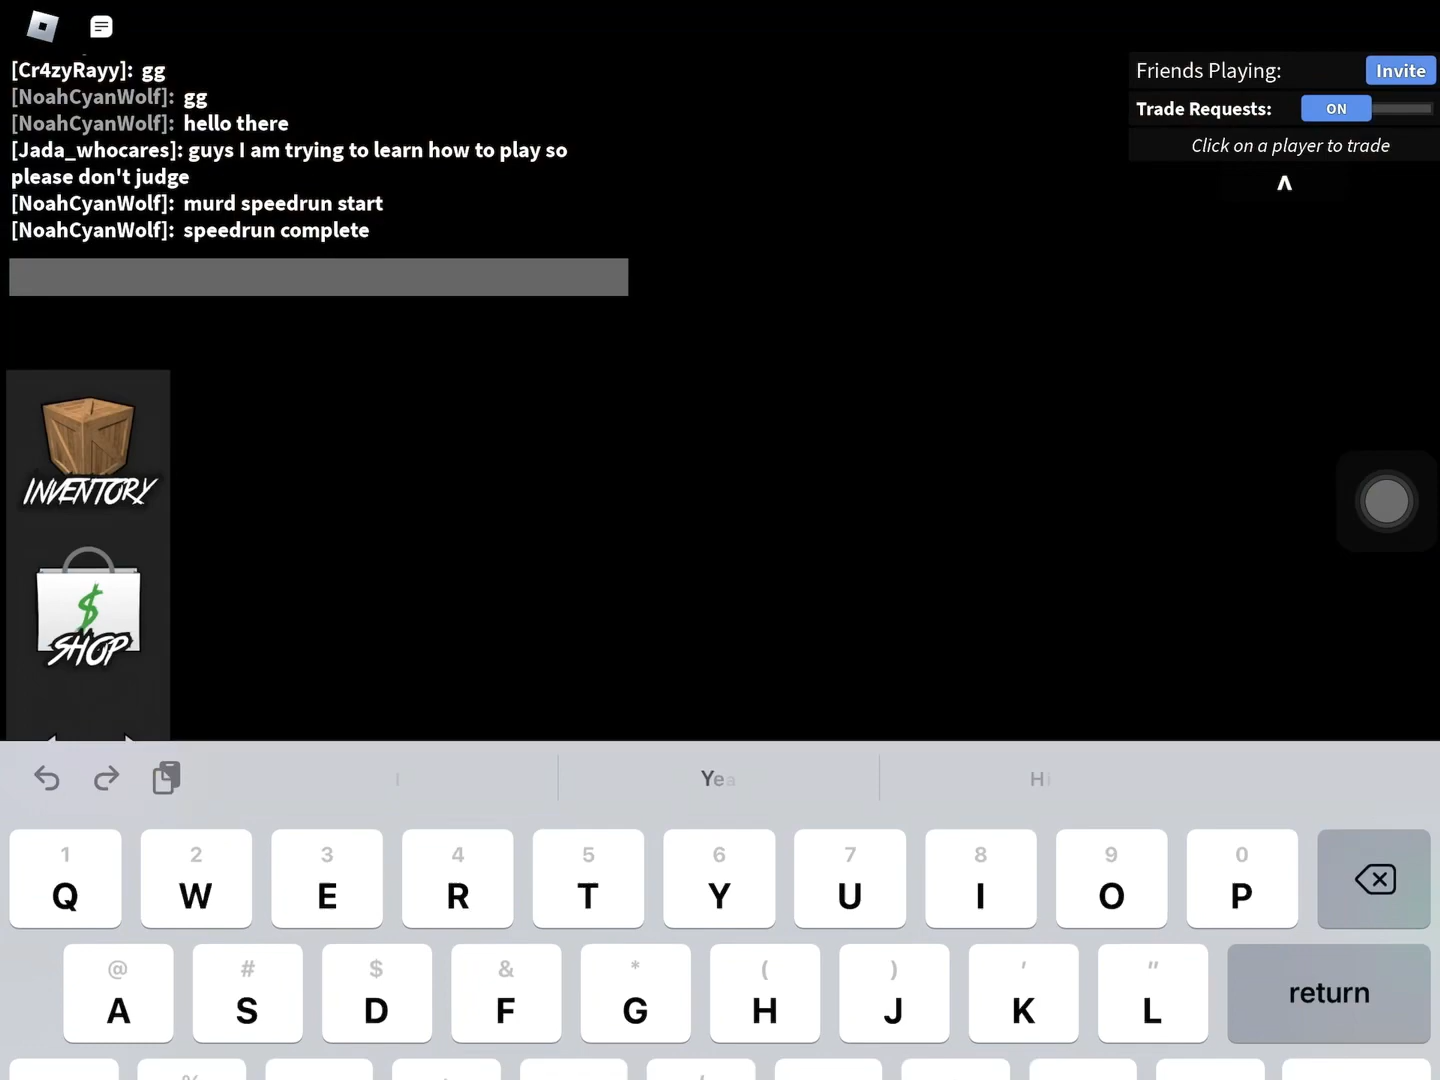 [Cr4zyRayy]: gg
Friends Playing:
Invite
[NoahCyanWolf]: gg
Trade Requests:
ON
[NoahCyanWolf]: hello there
[Jada_whocares]: guys I am trying to learn how to play so
Click on a player to trade
please don't judge
[NoahCyanWolf]: murd speedrun start
[NoahCyanWolf]: speedrun complete
INVENTORY
$
SHOP
I
Yea
Hi
1 2 3 4 5 6 7 8 9 0
Q W E R T Y U I O P
@ # $ & * ( ) ' "
A S D F G H J K L return